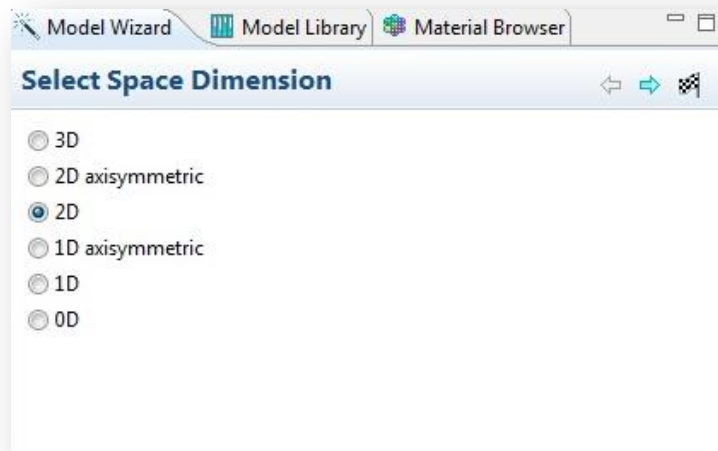 Model Wizard Model Library Material Browser
Select Space Dimension
3D
2D axisymmetric
2D
1D axisymmetric
1D
0D